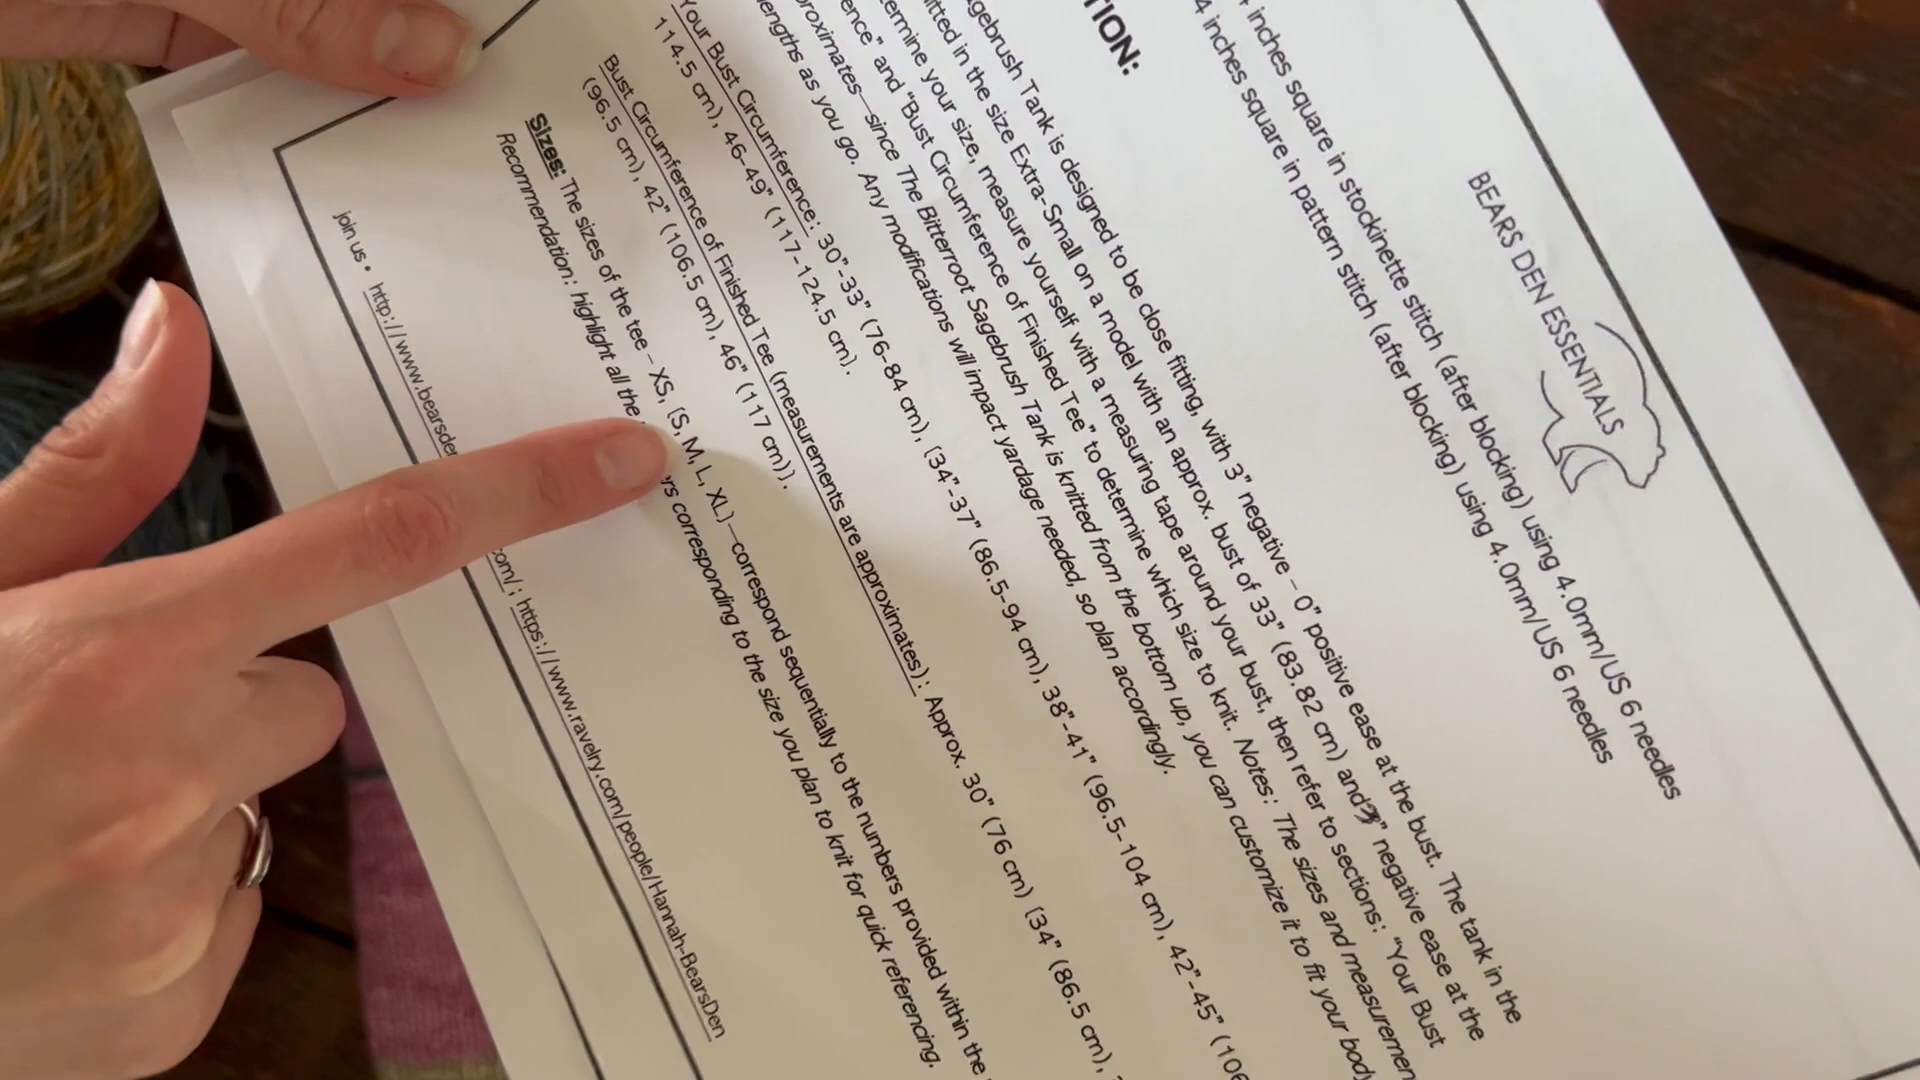 BEARS DEN ESSENTIALS
inches square in stockinette stitch (after blocking) using 4.0mm/US 6 needles
4 inches square in pattern stitch (after blocking) using 4.0mm/US 6 needles
TION:
gebrush Tank is designed to be close fitting, with 3" negative – 0" positive ease at the bust. The tank in the
itted in the size Extra-Small on a model with an approx. bust of 33" (83.82 cm) and negative ease at the
ermine your size, measure yourself with a measuring tape around your bust, then refer to sections: "Your Bust
ence" and "Bust Circumference of Finished Tee" to determine which size to knit. Notes: The sizes and measuremen
proximates—since The Bitterroot Sagebrush Tank is knitted from the bottom up, you can customize it to fit your body
engths as you go. Any modifications will impact yardage needed, so plan accordingly.
Your Bust Circumference: 30"-33" (76-84 cm), (34"-37" (86.5-94 cm), 38"-41" (96.5-104 cm), 42"-45" (106
114.5 cm), 46-49" (117-124.5 cm).
Bust Circumference of Finished Tee (measurements are approximates): Approx. 30" (76 cm) (34" (86.5 cm),
(96.5 cm), 42" (106.5 cm), 46" (117 cm)).
Sizes: The sizes of the tee – XS, (S, M, L, XL)—correspond sequentially to the numbers provided within the
Recommendation: highlight all the rs corresponding to the size you plan to knit for quick referencing.
join us • http://www.bearsde com/ ; https://www.ravelry.com/people/Hannah-BearsDen